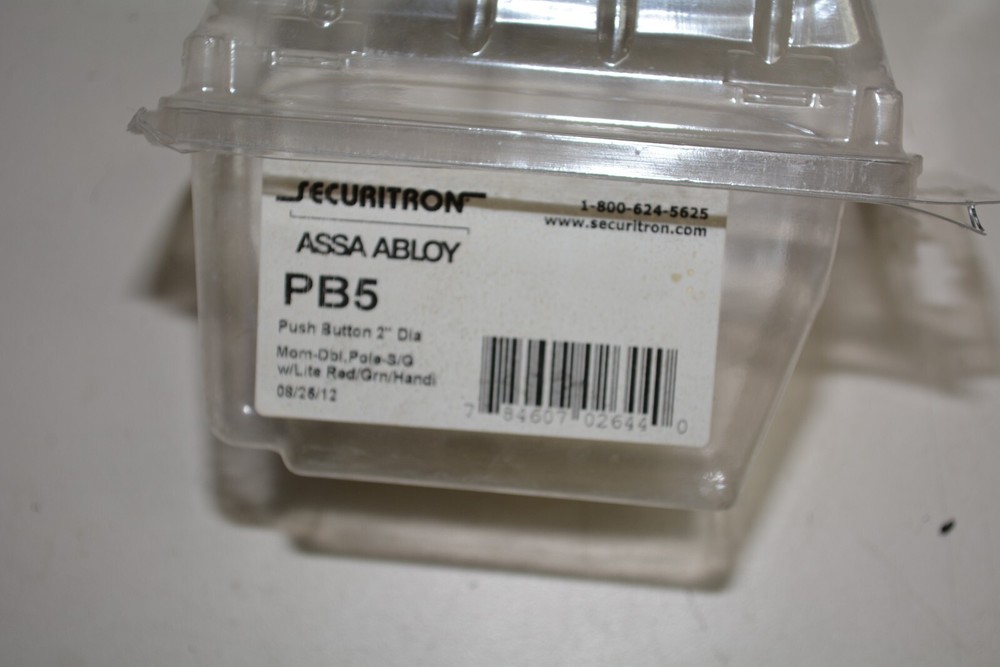 SECURITRON
1-800-624-5625
www.securitron.com
ASSA ABLOY
PB5
Push Button 2" Dia
Mom-Dbl.Pole-S/G
w/Lite Red/Grn/Handi
08/25/12
7 84607 02644 0